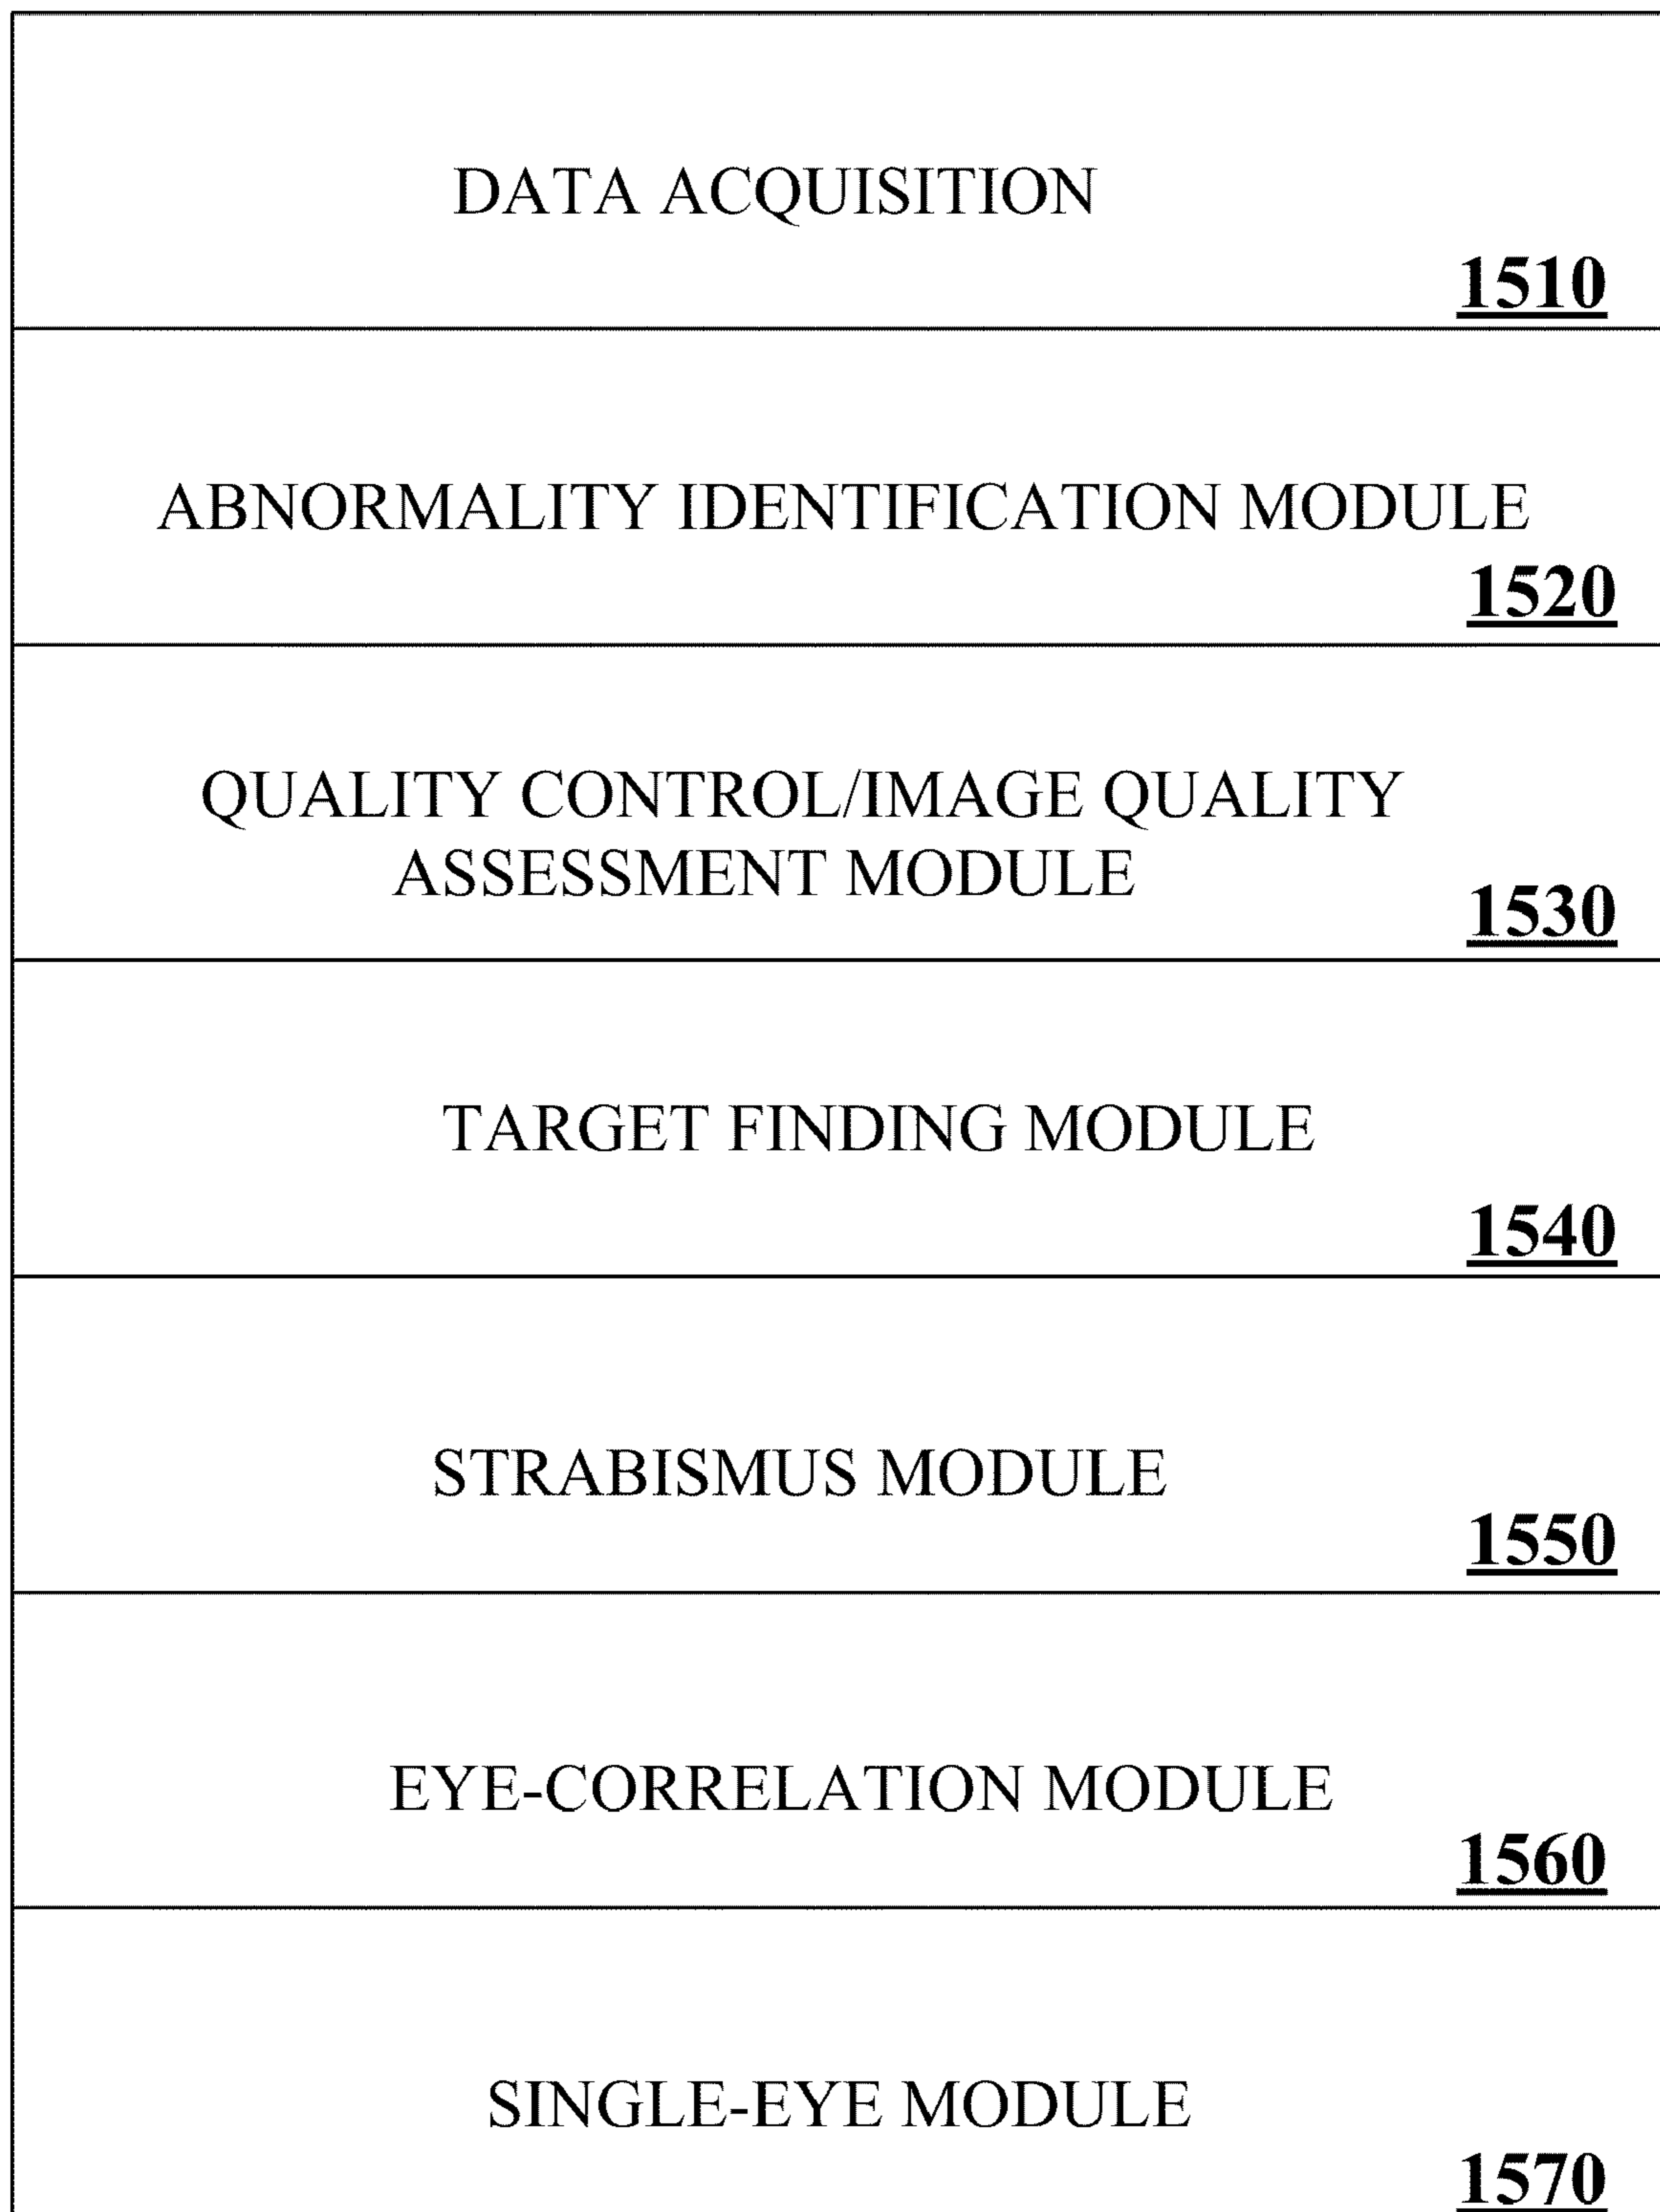 DATA ACQUISITION
1510
ABNORMALITY IDENTIFICATION MODULE
1520
QUALITY CONTROL/IMAGE QUALITY
ASSESSMENT MODULE
1530
TARGET FINDING MODULE
1540
STRABISMUS MODULE
1550
EYE-CORRELATION MODULE
1560
SINGLE-EYE MODULE
1570